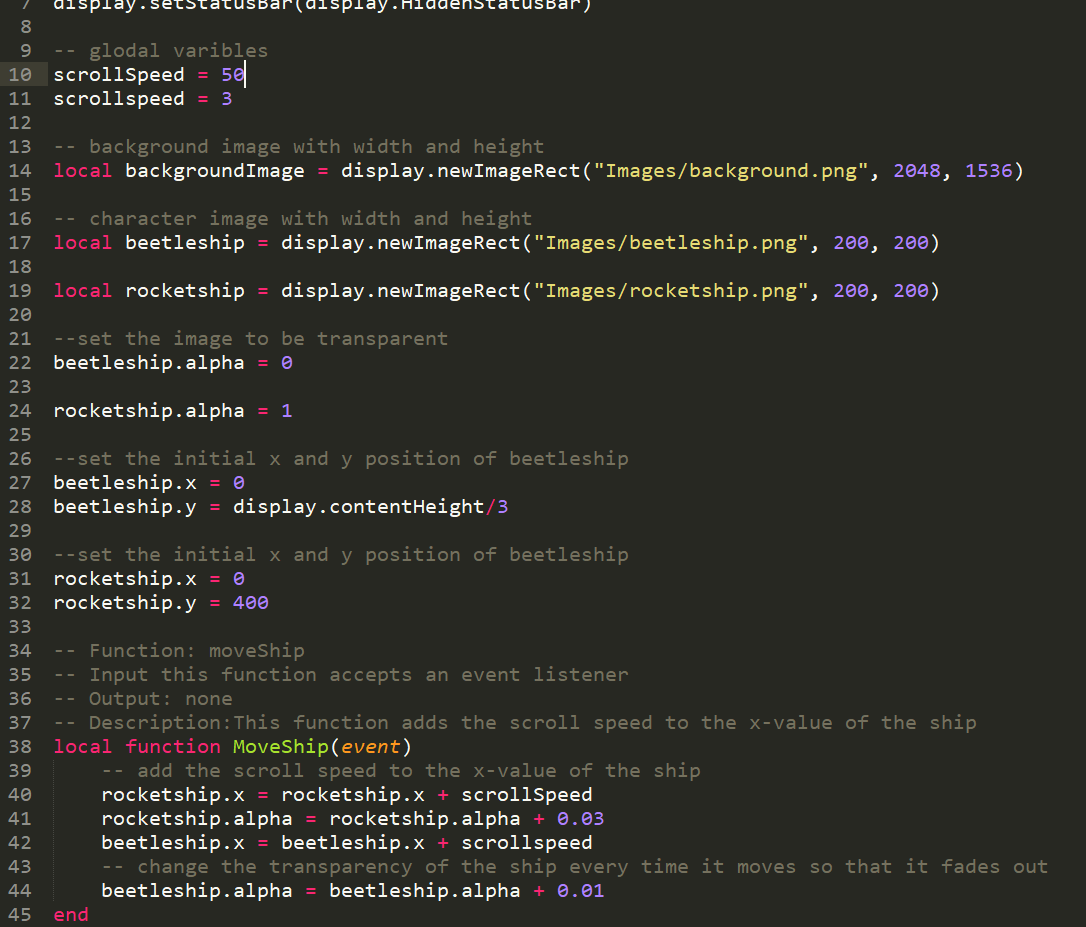 7 display.setStatusBar(display.HiddenStatusBar)
8
9 -- glodal varibles
10 scrollSpeed = 50
11 scrollspeed = 3
12
13 -- background image with width and height
14 local backgroundImage = display.newImageRect("Images/background.png", 2048, 1536)
15
16 -- character image with width and height
17 local beetleship = display.newImageRect("Images/beetleship.png", 200, 200)
18
19 local rocketship = display.newImageRect("Images/rocketship.png", 200, 200)
20
21 --set the image to be transparent
22 beetleship.alpha = 0
23
24 rocketship.alpha = 1
25
26 --set the initial x and y position of beetleship
27 beetleship.x = 0
28 beetleship.y = display.contentHeight/3
29
30 --set the initial x and y position of beetleship
31 rocketship.x = 0
32 rocketship.y = 400
33
34 -- Function: moveShip
35 -- Input this function accepts an event listener
36 -- Output: none
37 -- Description:This function adds the scroll speed to the x-value of the ship
38 local function MoveShip(event)
39     -- add the scroll speed to the x-value of the ship
40     rocketship.x = rocketship.x + scrollSpeed
41     rocketship.alpha = rocketship.alpha + 0.03
42     beetleship.x = beetleship.x + scrollspeed
43     -- change the transparency of the ship every time it moves so that it fades out
44     beetleship.alpha = beetleship.alpha + 0.01
45 end